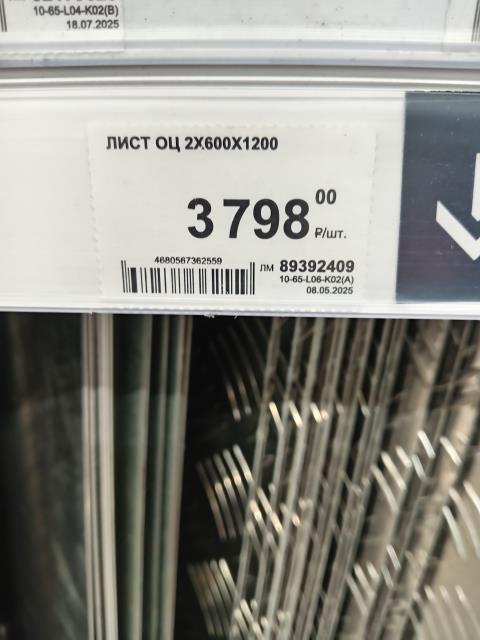 10-65-L04-K02(B)
18.07.2025
ЛИСТ ОЦ 2X600X1200
3 798 00
₽/шт.
4680567362559
ЛМ 89392409
10-65-L06-K02(A)
08.05.2025